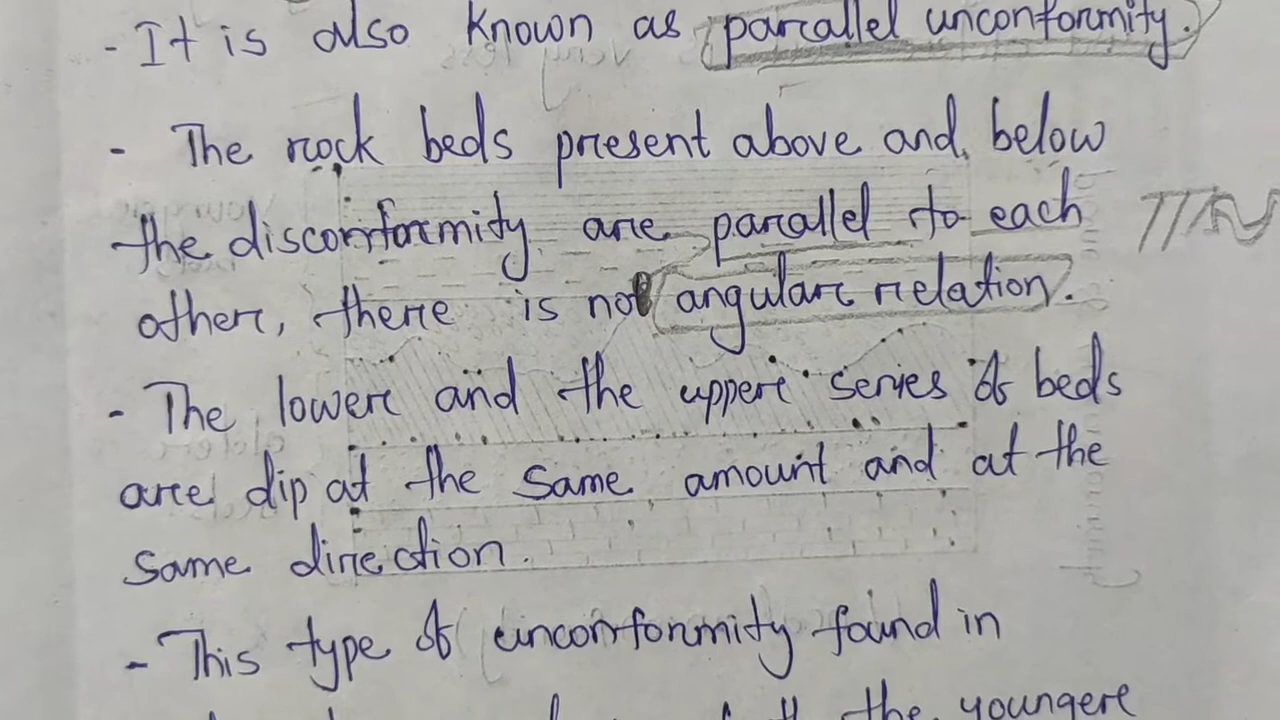 - It is also known as parallel unconformity.
- The rock beds present above and below
the disconformity are parallel to each
other, there is no angular relation.
- The lower and the upper series of beds
are dip at the same amount and at the
same direction.
- This type of unconformity found in
the younger